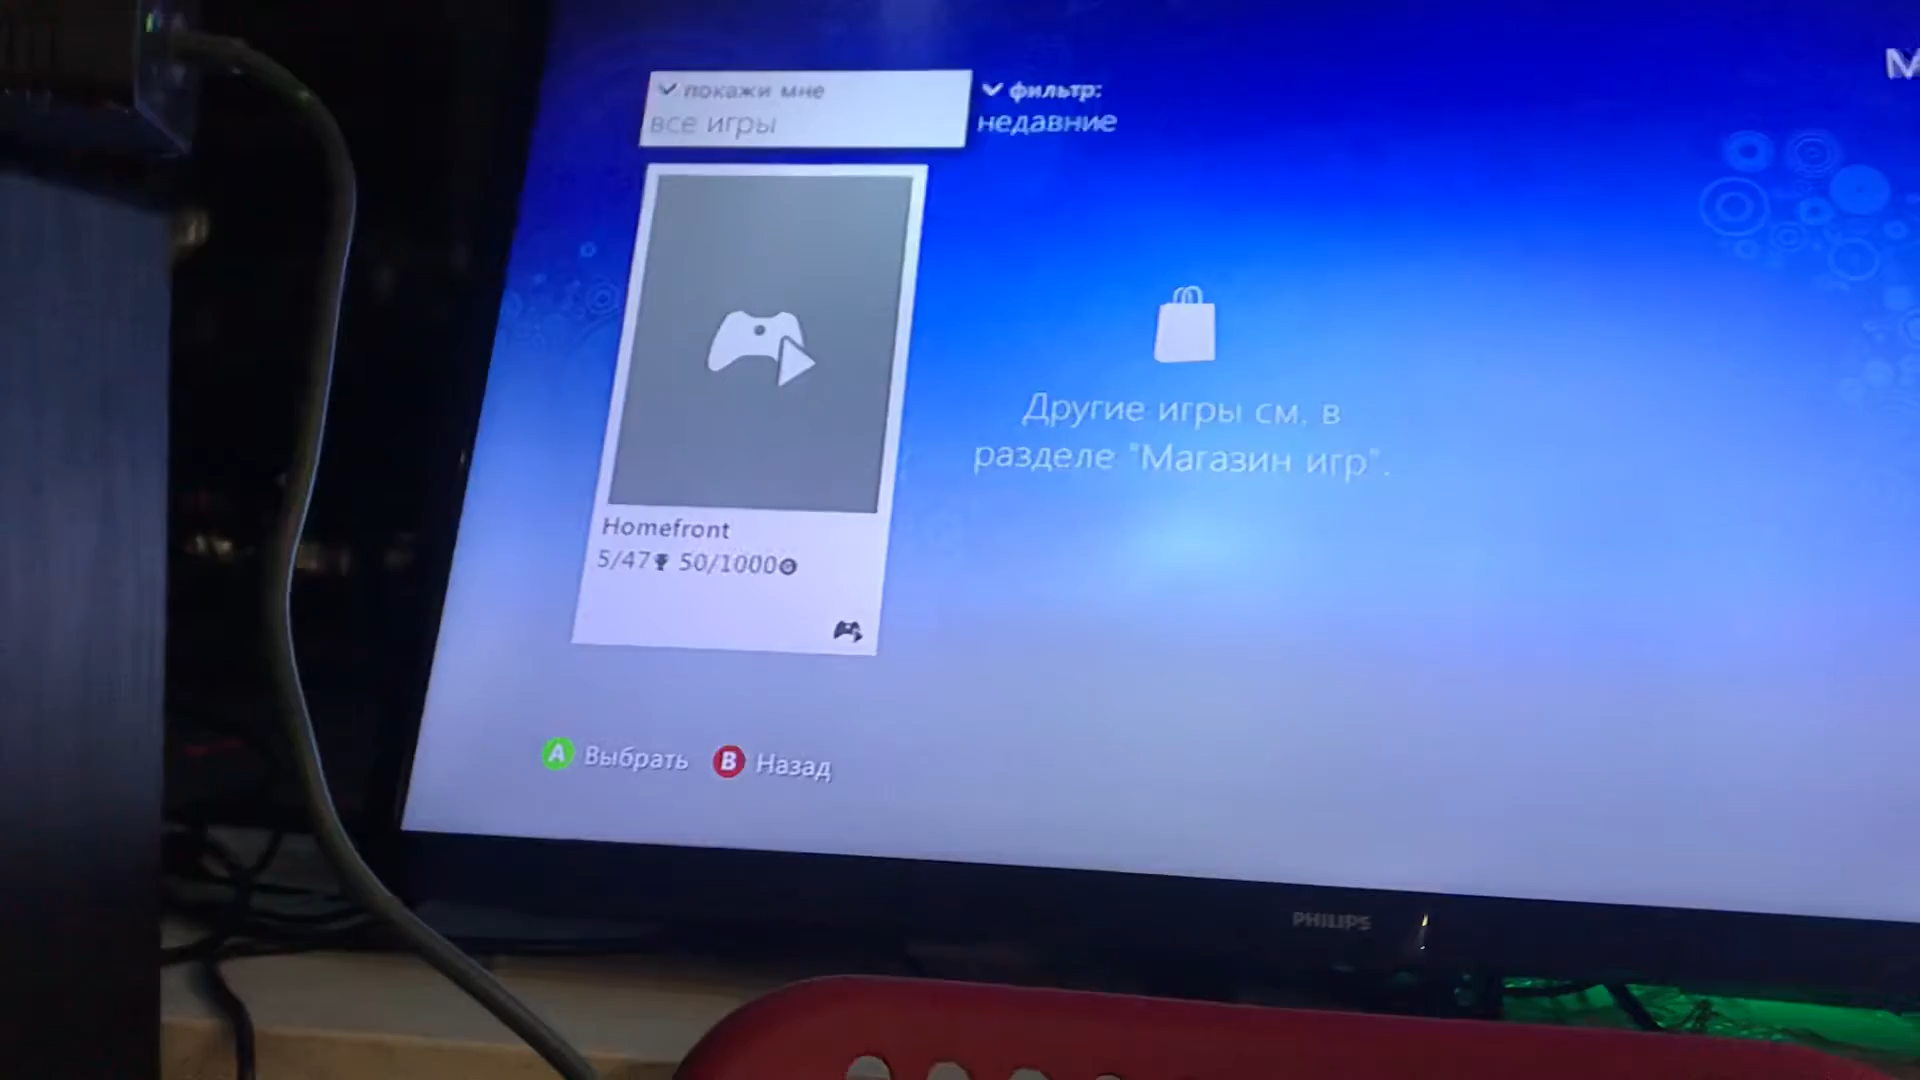 покажи мне
все игры
фильтр:
недавние
Другие игры см. в
разделе "Магазин игр".
Homefront
5/47 50/1000G
A Выбрать B Назад
PHILIPS